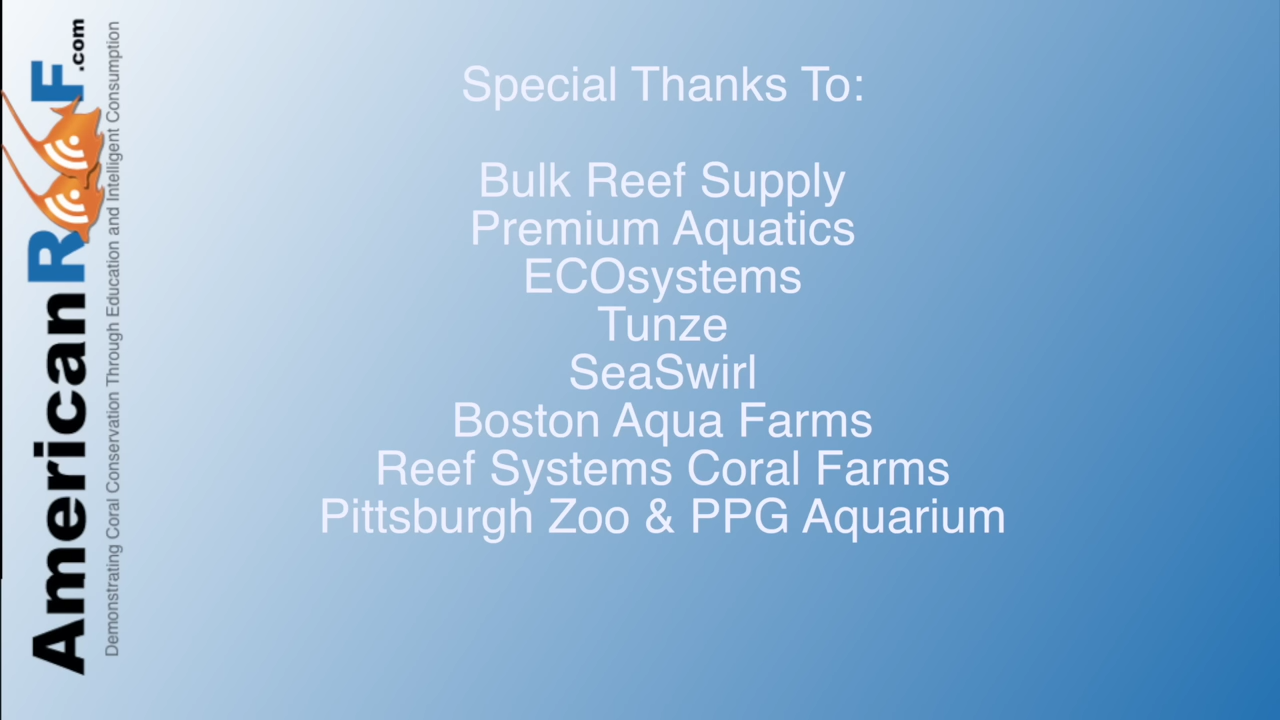 AmericanReeF.com
Demonstrating Coral Conservation Through Education and Intelligent Consumption
Special Thanks To:
Bulk Reef Supply
Premium Aquatics
ECOsystems
Tunze
SeaSwirl
Boston Aqua Farms
Reef Systems Coral Farms
Pittsburgh Zoo & PPG Aquarium